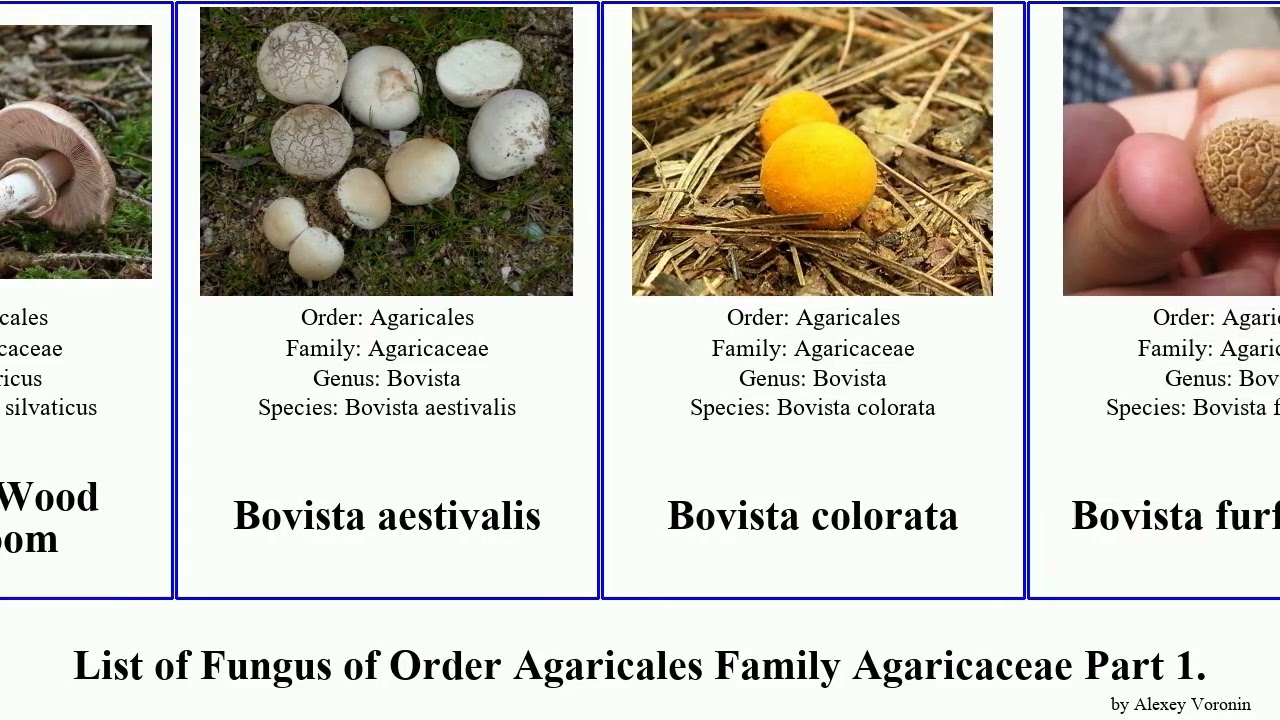 cales
caceae
ricus
silvaticus
Wood
oom
Order: Agaricales
Family: Agaricaceae
Genus: Bovista
Species: Bovista aestivalis
Bovista aestivalis
Order: Agaricales
Family: Agaricaceae
Genus: Bovista
Species: Bovista colorata
Bovista colorata
Order: Agari
Family: Agaric
Genus: Bov
Species: Bovista f
Bovista furf
List of Fungus of Order Agaricales Family Agaricaceae Part 1.
by Alexey Voronin